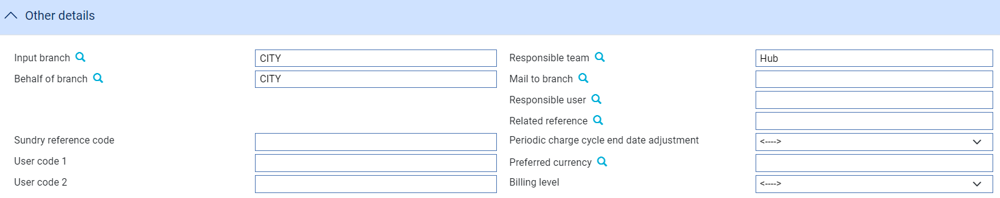 Other details
Input branch CITY Responsible team Hub
Behalf of branch CITY Mail to branch
Responsible user
Related reference
Sundry reference code Periodic charge cycle end date adjustment <---->
User code 1 Preferred currency
User code 2 Billing level <---->